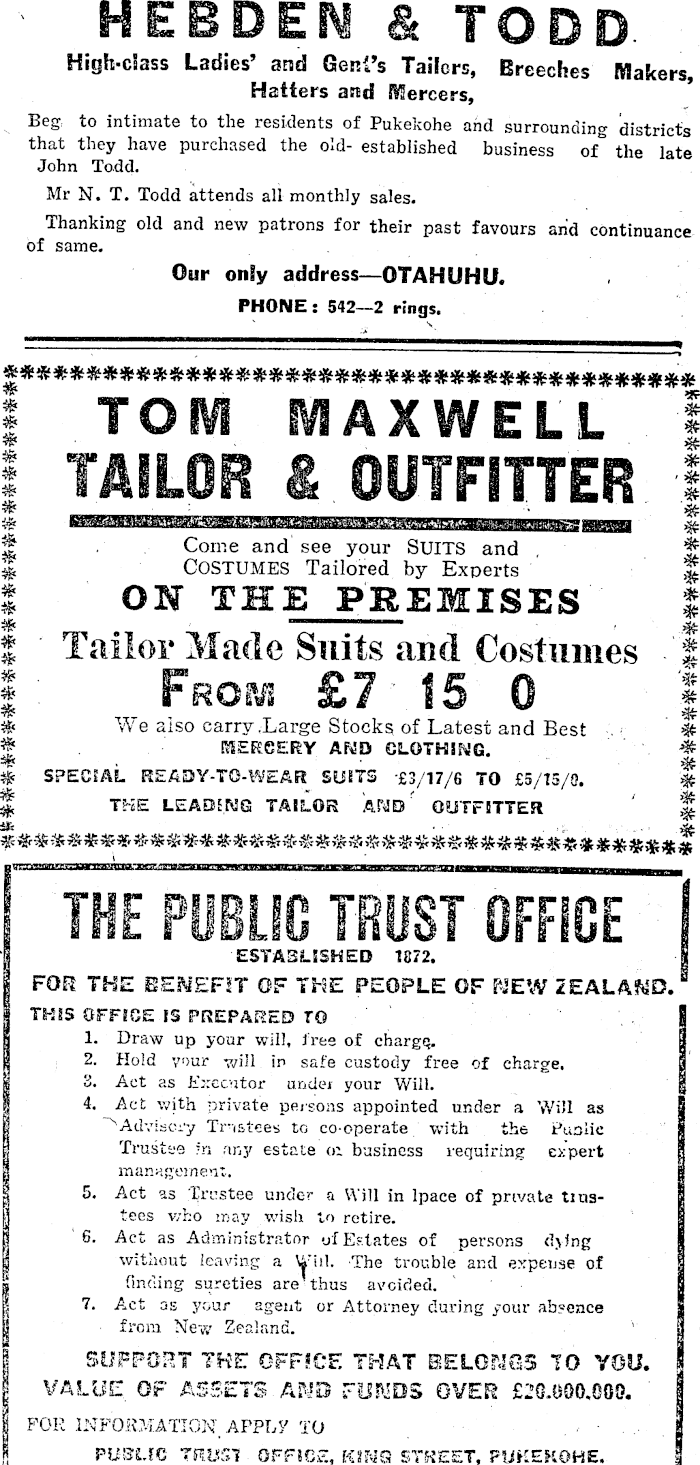 HEBDEN & TODD.
High-class Ladies' and Gent's Tailors, Breeches Makers,
Hatters and Mercers,
Beg to intimate to the residents of Pukekohe and surrounding districts
that they have purchased the old-established business of the late
John Todd.
Mr N. T. Todd attends all monthly sales.
Thanking old and new patrons for their past favours and continuance
of same.
Our only address—OTAHUHU.
PHONE: 542—2 rings.
TOM MAXWELL
TAILOR & OUTFITTER
Come and see your SUITS and
COSTUMES Tailored by Experts
ON THE PREMISES
Tailor Made Suits and Costumes
FROM £7 15 0
We also carry Large Stocks of Latest and Best
MERCERY AND CLOTHING.
SPECIAL READY-TO-WEAR SUITS £3/17/6 TO £5/15/0.
THE LEADING TAILOR AND OUTFITTER
THE PUBLIC TRUST OFFICE
ESTABLISHED 1872.
FOR THE BENEFIT OF THE PEOPLE OF NEW ZEALAND.
THIS OFFICE IS PREPARED TO
1. Draw up your will, free of charge.
2. Hold your will in safe custody free of charge.
3. Act as Executor under your Will.
4. Act with private persons appointed under a Will as
Advisory Trustees to co-operate with the Public
Trustee in any estate or business requiring expert
management.
5. Act as Trustee under a Will in lpace of private trus-
tees who may wish to retire.
6. Act as Administrator of Estates of persons dying
without leaving a Will. The trouble and expense of
finding sureties are thus avoided.
7. Act as your agent or Attorney during your absence
from New Zealand.
SUPPORT THE OFFICE THAT BELONGS TO YOU.
VALUE OF ASSETS AND FUNDS OVER £20.000.000.
FOR INFORMATION APPLY TO
PUBLIC TRUST OFFICE, KING STREET, PUKEKOHE.